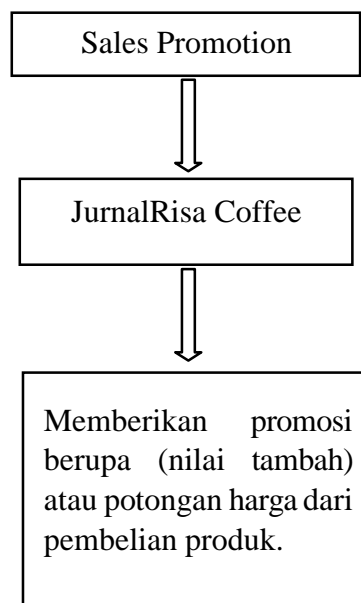 Sales Promotion
JurnalRisa Coffee
Memberikan promosi
berupa (nilai tambah)
atau potongan harga dari
pembelian produk.